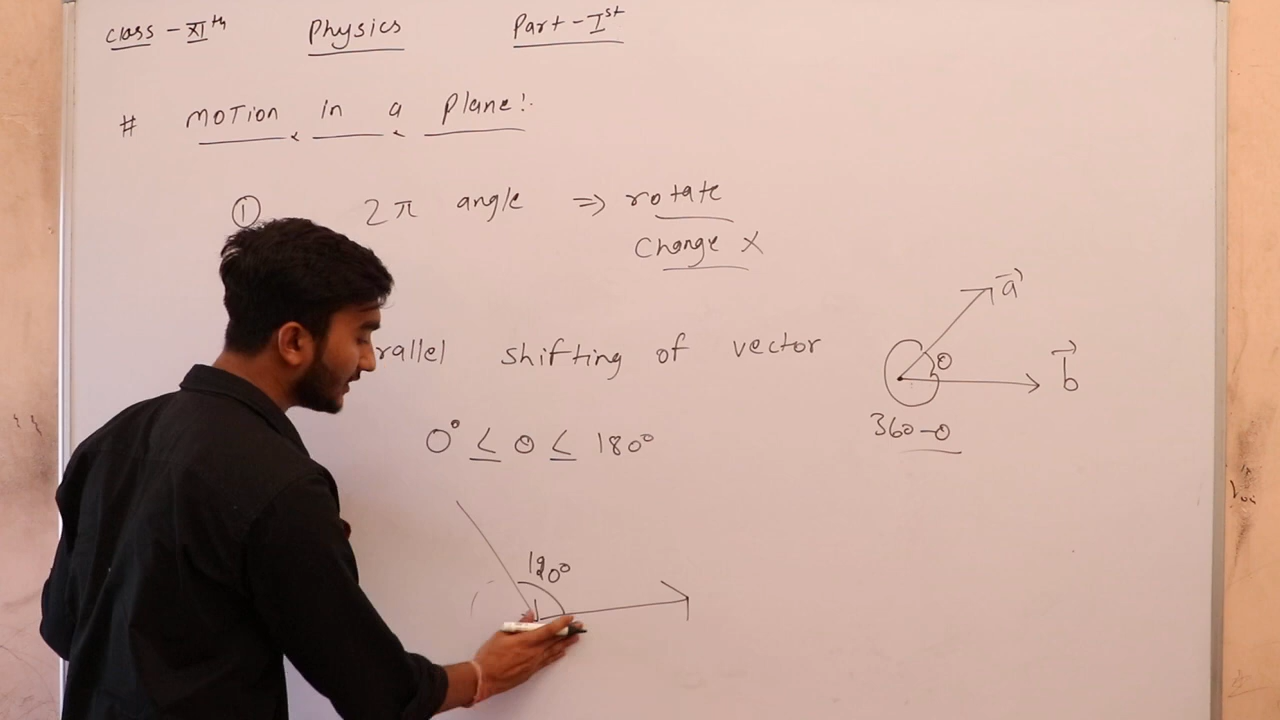 class - XIth Physics Part - Ist
# MOTion in a Plane!.
① 2π angle ⇒ rotate
Change X
rallel shifting of vector
0° ≤ θ ≤ 180°
a
θ
b
360-θ
120°